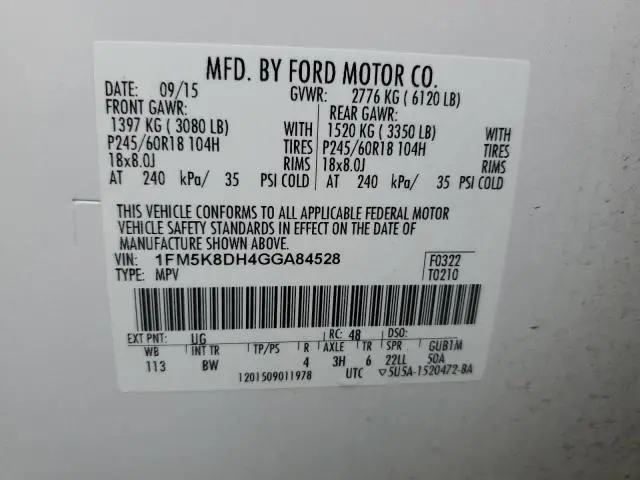 MFD. BY FORD MOTOR CO.
DATE: 09/15 GVWR: 2776 KG ( 6120 LB)
FRONT GAWR: REAR GAWR:
1397 KG ( 3080 LB) WITH 1520 KG ( 3350 LB) WITH
P245/60R18 104H TIRES P245/60R18 104H TIRES
18x8.0J RIMS 18x8.0J RIMS
AT 240 kPa/ 35 PSI COLD AT 240 kPa/ 35 PSI COLD
THIS VEHICLE CONFORMS TO ALL APPLICABLE FEDERAL MOTOR
VEHICLE SAFETY STANDARDS IN EFFECT ON THE DATE OF
MANUFACTURE SHOWN ABOVE.
VIN: 1FM5K8DH4GGA84528 F0322
TYPE: MPV T0210
EXT PNT: UG RC: 48 DSO:
WB INT TR TP/PS R AXLE TR SPR GUB1M
113 BW 4 3H 6 22LL 50A
1201509011978 UTC ▽5U5A-1520472-BA